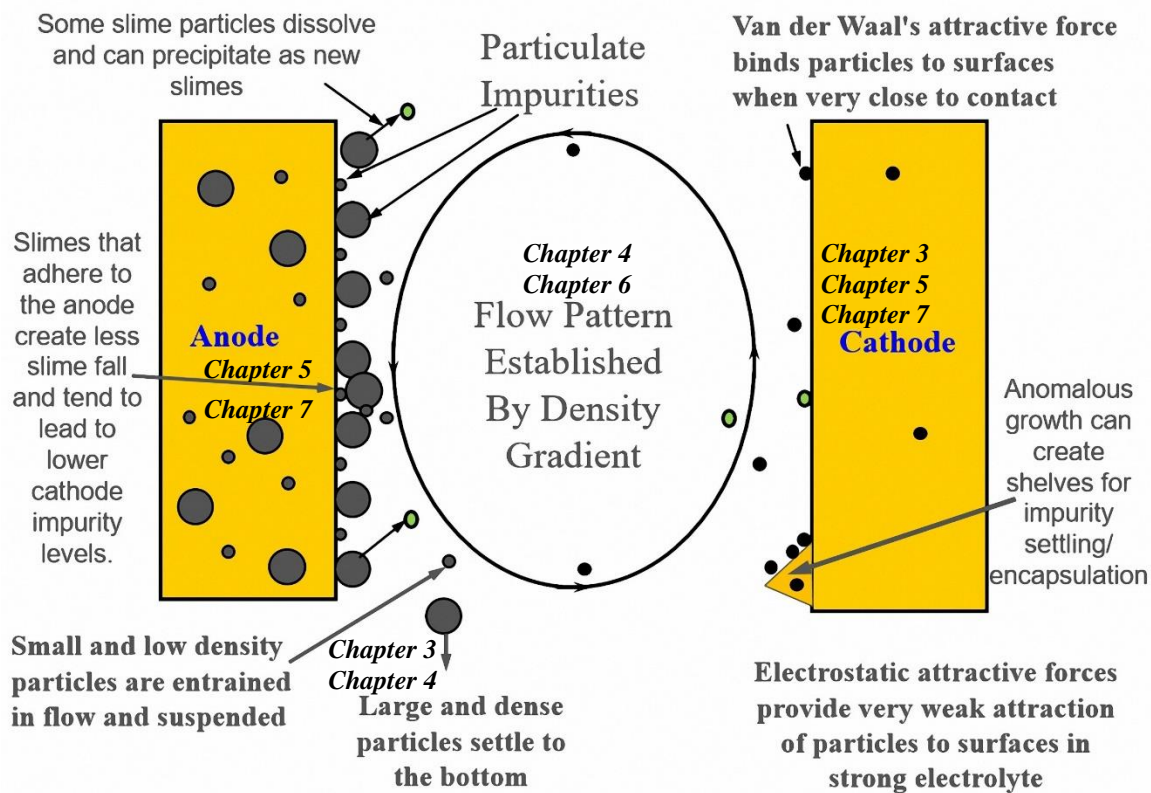 Some slime particles dissolve
and can precipitate as new
slimes
Particulate
Impurities
Van der Waal's attractive force
binds particles to surfaces
when very close to contact
Slimes that
adhere to
the anode
create less
slime fall
and tend to
lead to
lower
cathode
impurity
levels.
Anode
Chapter 5
Chapter 7
Chapter 4
Chapter 6
Flow Pattern
Established
By Density
Gradient
Chapter 3
Chapter 5
Chapter 7
Cathode
Anomalous
growth can
create
shelves for
impurity
settling/
encapsulation
Small and low density
particles are entrained
in flow and suspended
Chapter 3
Chapter 4
Large and dense
particles settle to
the bottom
Electrostatic attractive forces
provide very weak attraction
of particles to surfaces in
strong electrolyte